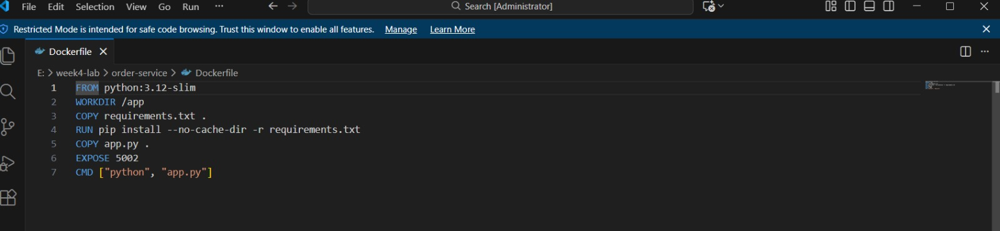 File Edit Selection View Go Run ··· Search [Administrator]
Restricted Mode is intended for safe code browsing. Trust this window to enable all features. Manage Learn More
Dockerfile
E: > week4-lab > order-service > Dockerfile
1 FROM python:3.12-slim
2 WORKDIR /app
3 COPY requirements.txt .
4 RUN pip install --no-cache-dir -r requirements.txt
5 COPY app.py .
6 EXPOSE 5002
7 CMD ["python", "app.py"]